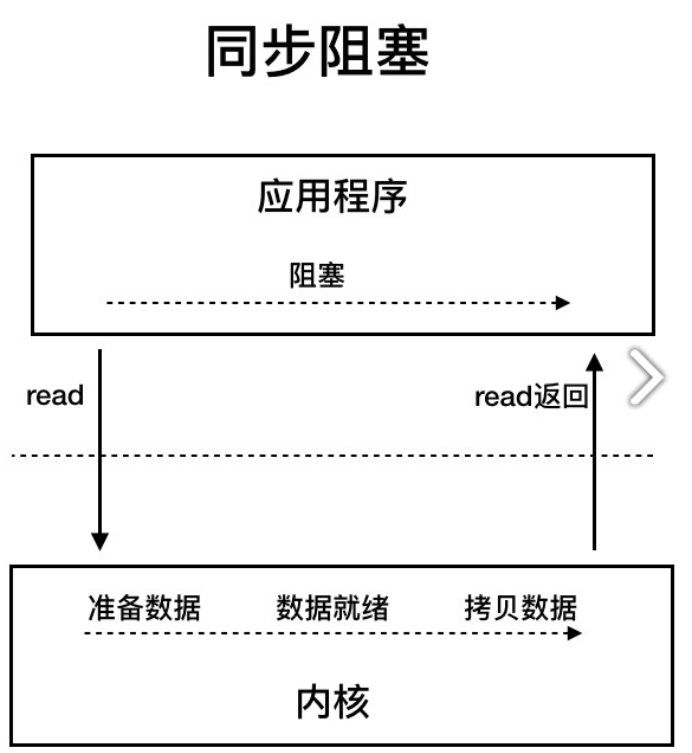 同步阻塞
应用程序
阻塞
read
read返回
准备数据 数据就绪 拷贝数据
内核